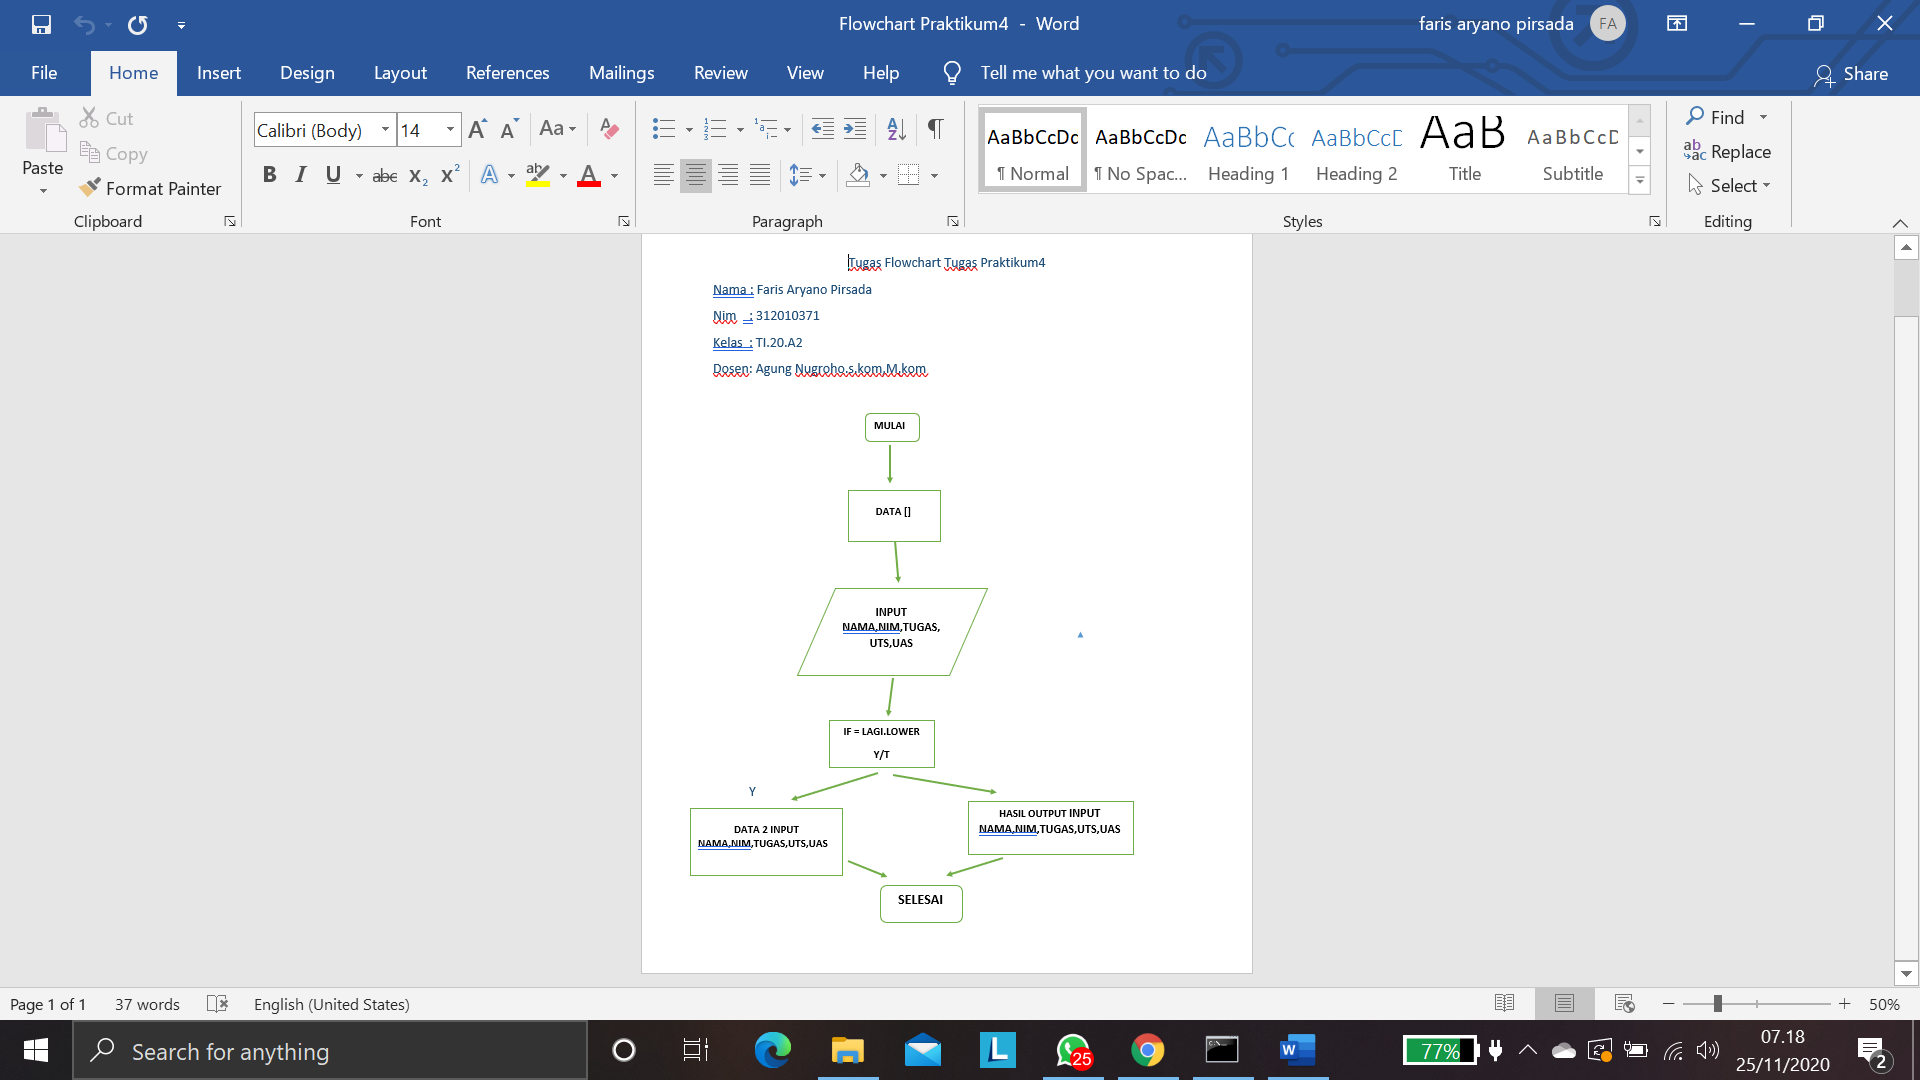 Flowchart Praktikum4 - Word
faris aryano pirsada FA
File Home Insert Design Layout References Mailings Review View Help Tell me what you want to do Share
Paste
Cut
Copy
Format Painter
Clipboard
Calibri (Body) 14
Font
Paragraph
AaBbCcDc AaBbCcDc AaBbCc AaBbCcD AaB AaBbCcD
¶ Normal ¶ No Spac... Heading 1 Heading 2 Title Subtitle
Styles
Find
Replace
Select
Editing
Tugas Flowchart Tugas Praktikum4
Nama : Faris Aryano Pirsada
Nim : 312010371
Kelas : TI.20.A2
Dosen: Agung Nugroho,s,kom,M,kom
MULAI
DATA []
INPUT
NAMA,NIM,TUGAS,
UTS,UAS
IF = LAGI.LOWER
Y/T
Y
DATA 2 INPUT
NAMA,NIM,TUGAS,UTS,UAS
HASIL OUTPUT INPUT
NAMA,NIM,TUGAS,UTS,UAS
SELESAI
Page 1 of 1 37 words English (United States) 50%
Search for anything
25
77%
07.18
25/11/2020
2